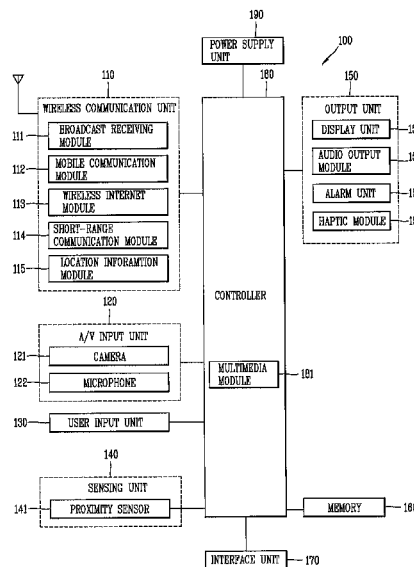 190
POWER SUPPLY
UNIT
100
110
180
150
WIRELESS COMMUNICATION UNIT
111
BROADCAST RECEIVING
MODULE
112
MOBILE COMMUNICATION
MODULE
113
WIRELESS INTERNET
MODULE
114
SHORT-RANGE
COMMUNICATION MODULE
115
LOCATION INFORAMTION
MODULE
OUTPUT UNIT
DISPLAY UNIT
AUDIO OUTPUT
MODULE
ALARM UNIT
HAPTIC MODULE
CONTROLLER
120
A/V INPUT UNIT
121
CAMERA
122
MICROPHONE
MULTIMEDIA
MODULE
181
130
USER INPUT UNIT
140
SENSING UNIT
141
PROXIMITY SENSOR
MEMORY
160
INTERFACE UNIT
170